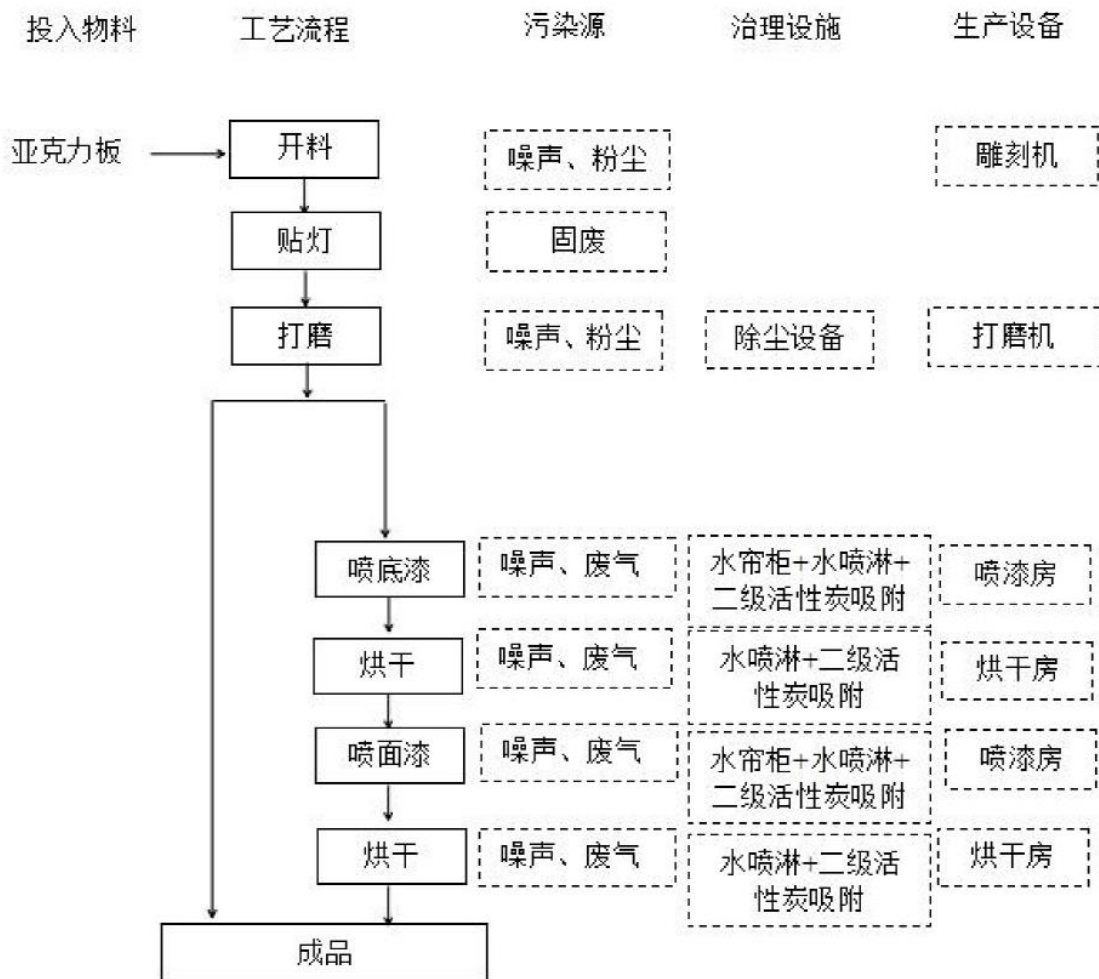 投入物料 工艺流程 污染源 治理设施 生产设备
亚克力板 开料 噪声、粉尘 雕刻机
贴灯 固废
打磨 噪声、粉尘 除尘设备 打磨机
喷底漆 噪声、废气 水帘柜+水喷淋+ 喷漆房
二级活性炭吸附
烘干 噪声、废气 水喷淋+二级活 烘干房
性炭吸附
喷面漆 噪声、废气 水帘柜+水喷淋+ 喷漆房
二级活性炭吸附
烘干 噪声、废气 水喷淋+二级活 烘干房
性炭吸附
成品